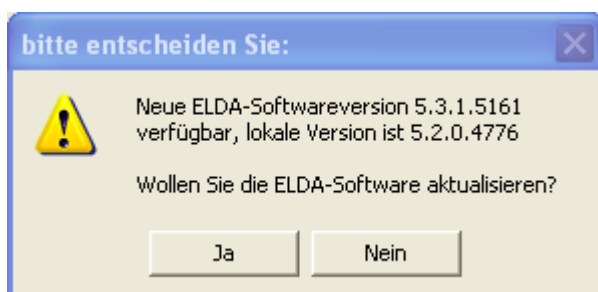 bitte entscheiden Sie:
Neue ELDA-Softwareversion 5.3.1.5161
verfügbar, lokale Version ist 5.2.0.4776
Wollen Sie die ELDA-Software aktualisieren?
Ja
Nein